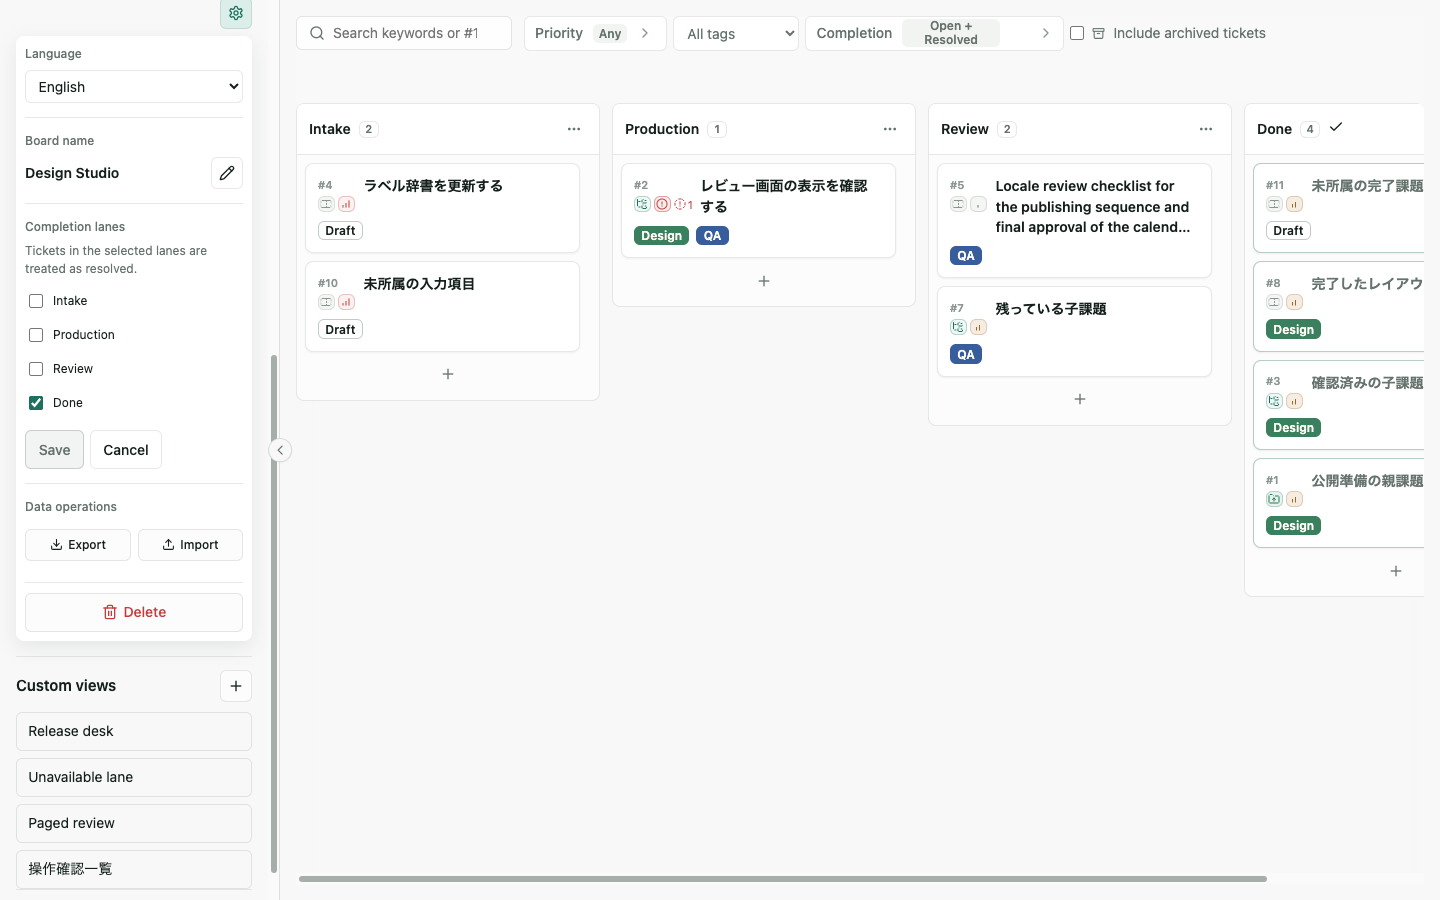 Language
English
Board name
Design Studio
Completion lanes
Tickets in the selected lanes are
treated as resolved.
Intake
Production
Review
Done
Save
Cancel
Data operations
Export
Import
Delete
Custom views
Release desk
Unavailable lane
Paged review
操作確認一覧
Search keywords or #1
Priority Any
All tags
Completion
Open +
Resolved
Include archived tickets
Intake 2
#4
ラベル辞書を更新する
Draft
#10
未所属の入力項目
Draft
Production 1
#2
レビュー画面の表示を確認
する
1
Design
QA
Review 2
#5
Locale review checklist for
the publishing sequence and
final approval of the calend...
QA
#7
残っている子課題
QA
Done 4
#11
未所属の完了課題
Draft
#8
完了したレイアウ
Design
#3
確認済みの子課題
Design
#1
公開準備の親課題
Design